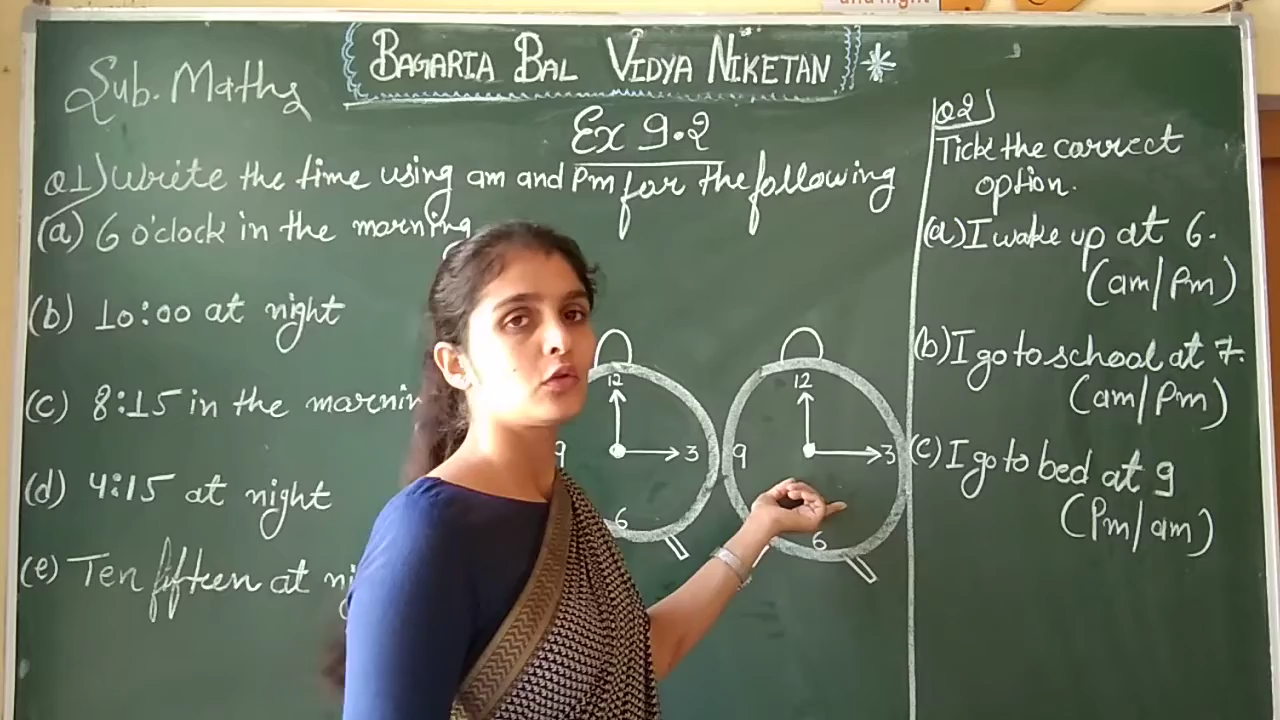 and night
BAGARIA BAL VIDYA NIKETAN
Sub. Maths
Ex 9.2
Q1) Write the time using am and Pm for the following
(a) 6 o'clock in the morning
(b) 10:00 at night
(c) 8:15 in the mornin
(d) 4:15 at night
(e) Ten fifteen at ni
12
3
6
9
12
3
6
9
Q2)
Tick the correct
option.
(a) I wake up at 6.
(am/Pm)
(b) I go to school at 7.
(am/Pm)
(c) I go to bed at 9
(Pm/am)